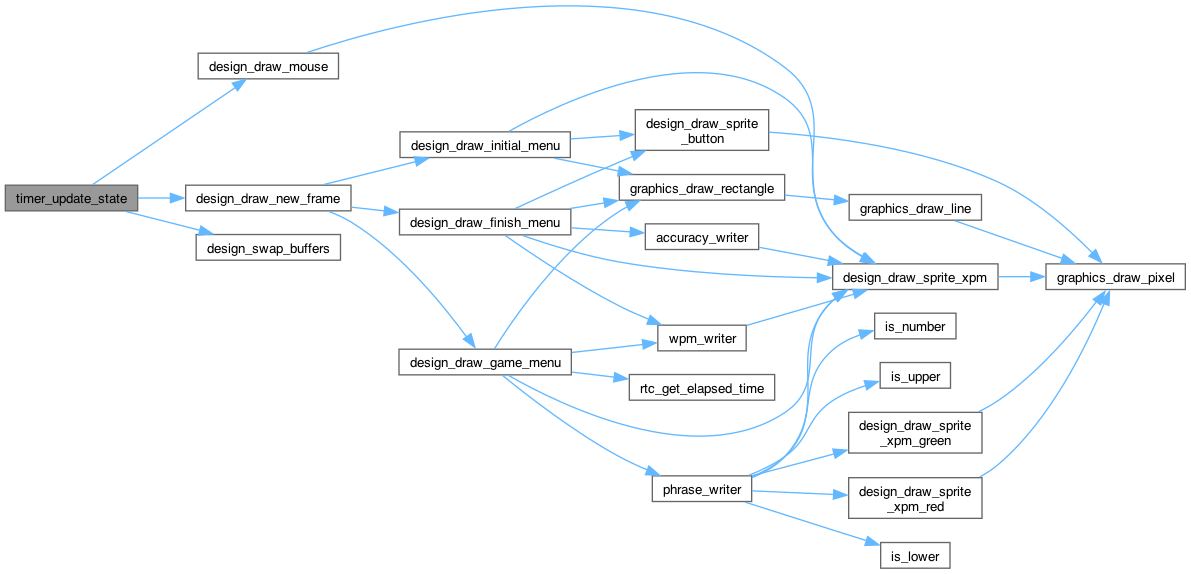 timer_update_state
design_draw_mouse
design_draw_new_frame
design_swap_buffers
design_draw_initial_menu
design_draw_finish_menu
design_draw_game_menu
design_draw_sprite
_button
graphics_draw_rectangle
accuracy_writer
wpm_writer
rtc_get_elapsed_time
phrase_writer
graphics_draw_line
design_draw_sprite_xpm
is_number
is_upper
design_draw_sprite
_xpm_green
design_draw_sprite
_xpm_red
is_lower
graphics_draw_pixel